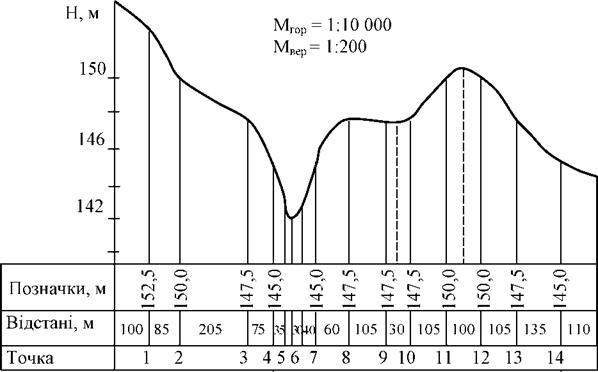 H, м
Mгор = 1:10 000
Mвер = 1:200
150
146
142
Позначки, м 152,5 150,0 147,5 145,0 145,0 147,5 147,5 147,5 150,0 150,0 147,5 145,0
Відстані, м 100 85 205 75 35 30 40 60 105 30 105 100 105 135 110
Точка 1 2 3 4 5 6 7 8 9 10 11 12 13 14